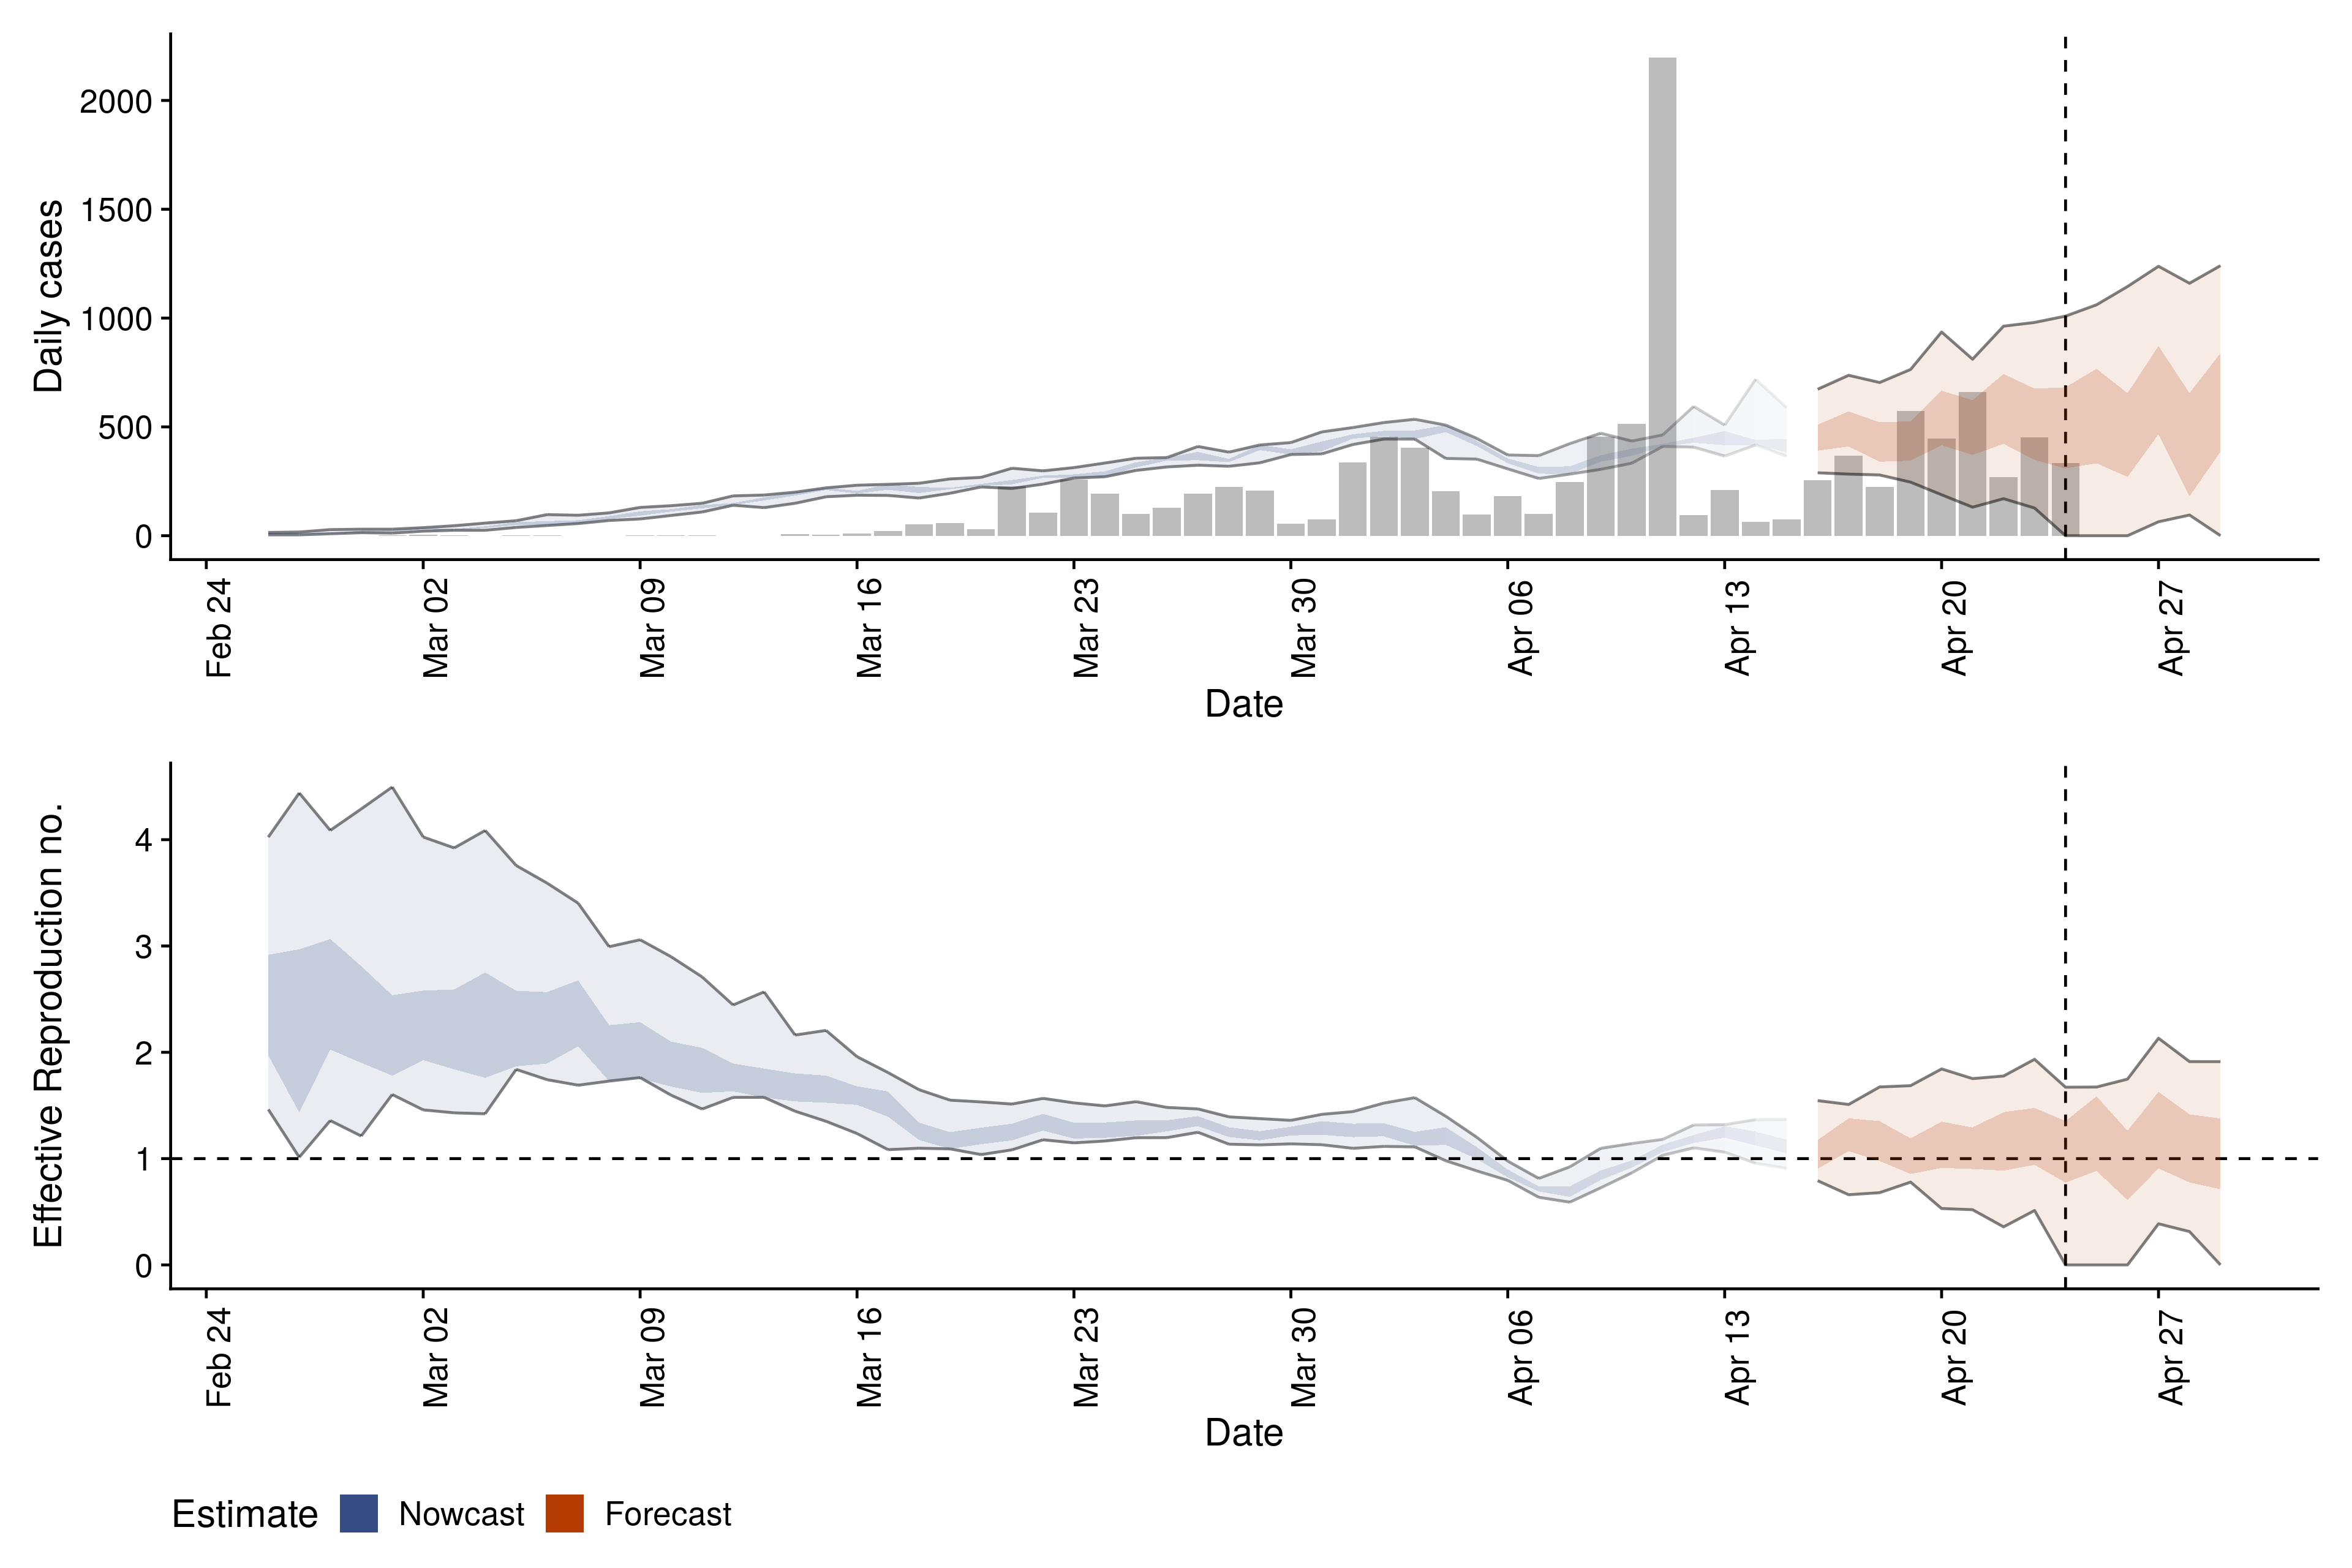 Daily cases
2000
1500
1000
500
0
Feb 24
Mar 02
Mar 09
Mar 16
Mar 23
Mar 30
Apr 06
Apr 13
Apr 20
Apr 27
Date
Effective Reproduction no.
4
3
2
1
0
Feb 24
Mar 02
Mar 09
Mar 16
Mar 23
Mar 30
Apr 06
Apr 13
Apr 20
Apr 27
Date
Estimate Nowcast Forecast